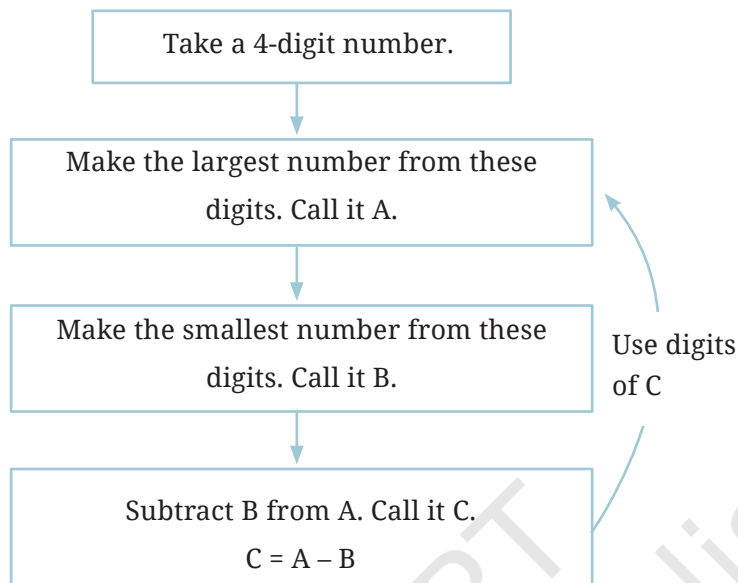 Take a 4-digit number.
Make the largest number from these
digits. Call it A.
Make the smallest number from these
digits. Call it B.
Use digits
of C
Subtract B from A. Call it C.
C = A – B